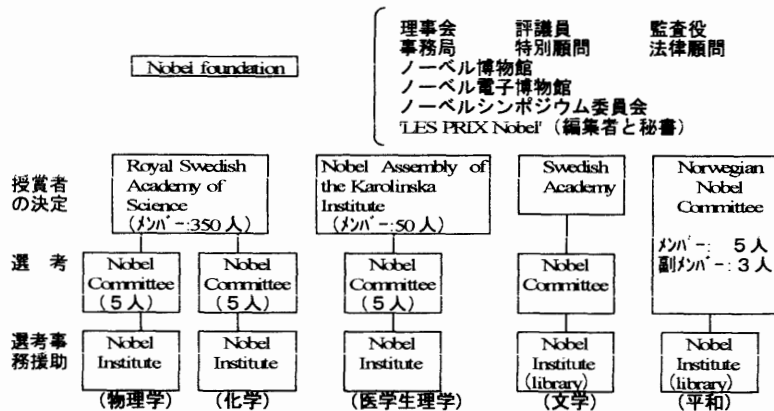 Nobei foundation
理事会 評議員 監査役
事務局 特別顧問 法律顧問
ノーベル博物館
ノーベル電子博物館
ノーベルシンポジウム委員会
'LES PRIX Nobel' (編集者と秘書)
授賞者
の決定
Royal Swedish
Academy of
Science
(メンバー:350人)
Nobel Assembly of
the Karolinska
Institute
(メンバー:50人)
Swedish
Academy
Norwegian
Nobel
Committee
メンバー: 5人
副メンバー:3人
選 考
Nobel
Committee
(5人)
Nobel
Committee
(5人)
Nobel
Committee
(5人)
Nobel
Committee
選考事
務援助
Nobel
Institute
Nobel
Institute
Nobel
Institute
Nobel
Institute
(library)
Nobel
Institute
(library)
(物理学) (化学) (医学生理学) (文学) (平和)